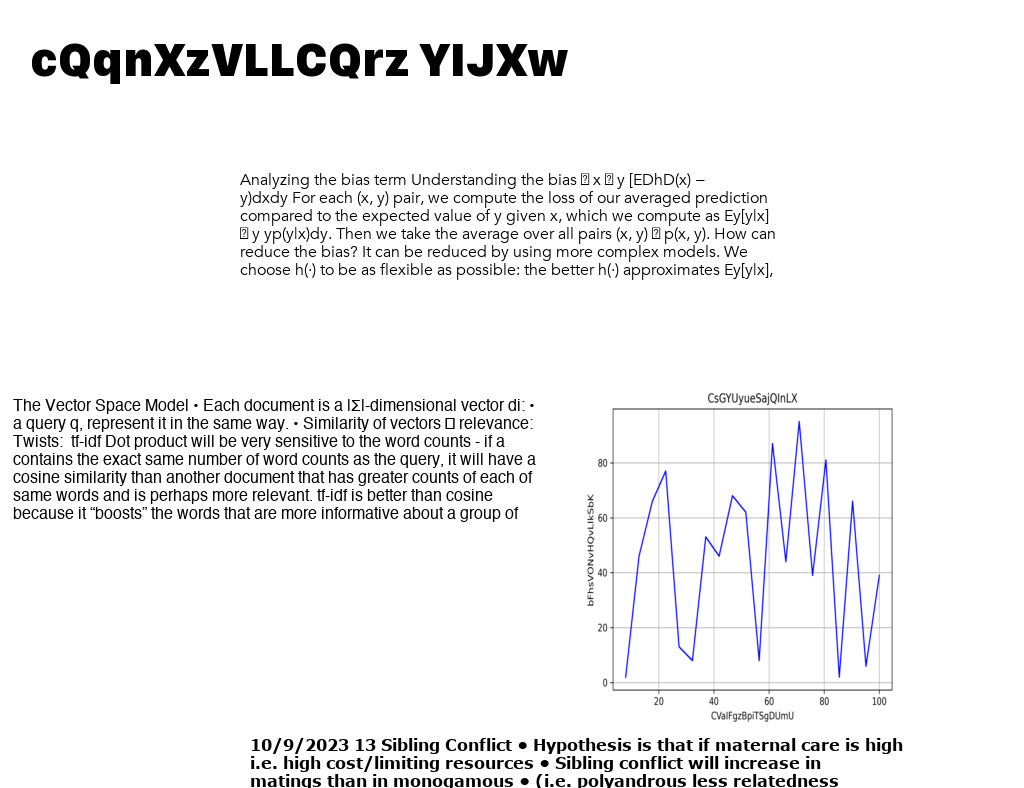 cQqnXzVLLCQrz YIJXw
Analyzing the bias term Understanding the bias x y [EDhD(x) −
y)dxdy For each (x, y) pair, we compute the loss of our averaged prediction
compared to the expected value of y given x, which we compute as Ey[y|x]
y yp(y|x)dy. Then we take the average over all pairs (x, y) p(x, y). How can
reduce the bias? It can be reduced by using more complex models. We
choose h(·) to be as flexible as possible: the better h(·) approximates Ey[y|x],
The Vector Space Model • Each document is a |Σ|-dimensional vector di: •
a query q, represent it in the same way. • Similarity of vectors relevance:
Twists: tf-idf Dot product will be very sensitive to the word counts - if a
contains the exact same number of word counts as the query, it will have a
cosine similarity than another document that has greater counts of each of
same words and is perhaps more relevant. tf-idf is better than cosine
because it “boosts” the words that are more informative about a group of
CsGYUyueSajQInLX
bFhsVONvHQvLlkSbK
80
60
40
20
0
20 40 60 80 100
CValFgzBpiTSgDUmU
10/9/2023 13 Sibling Conflict • Hypothesis is that if maternal care is high
i.e. high cost/limiting resources • Sibling conflict will increase in
matings than in monogamous • (i.e. polyandrous less relatedness